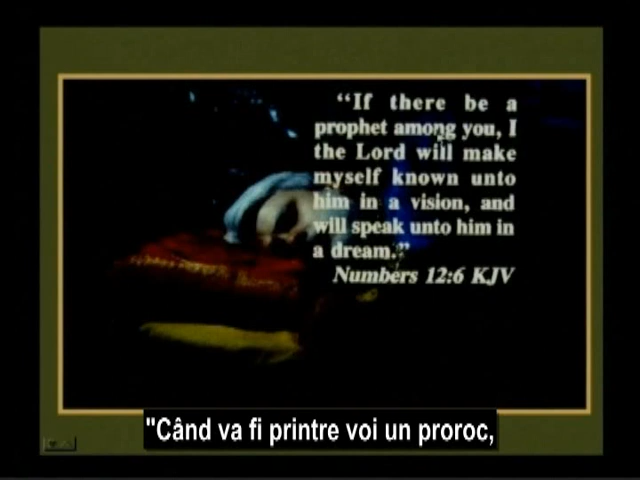 “If there be a
prophet among you, I
the Lord will make
myself known unto
him in a vision, and
will speak unto him in
a dream.”
Numbers 12:6 KJV
"Când va fi printre voi un proroc,